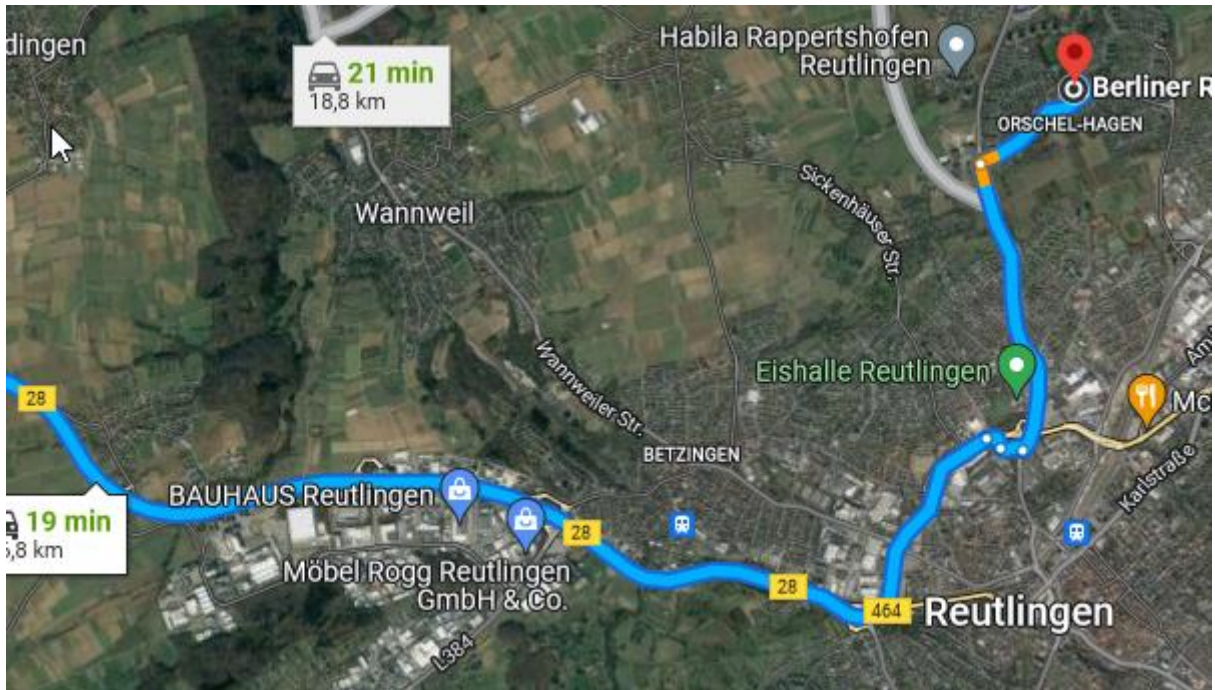 dingen
21 min
18,8 km
Habila Rappertshofen
Reutlingen
Berliner R
ORSCHEL-HAGEN
Sickenhäuser Str.
Wannweil
Eishalle Reutlingen
Mc
Am
28
Wannweiler Str.
BETZINGEN
Karlstraße
BAUHAUS Reutlingen
19 min
5,8 km
28
Möbel Rogg Reutlingen
GmbH & Co.
28
464
Reutlingen
L384